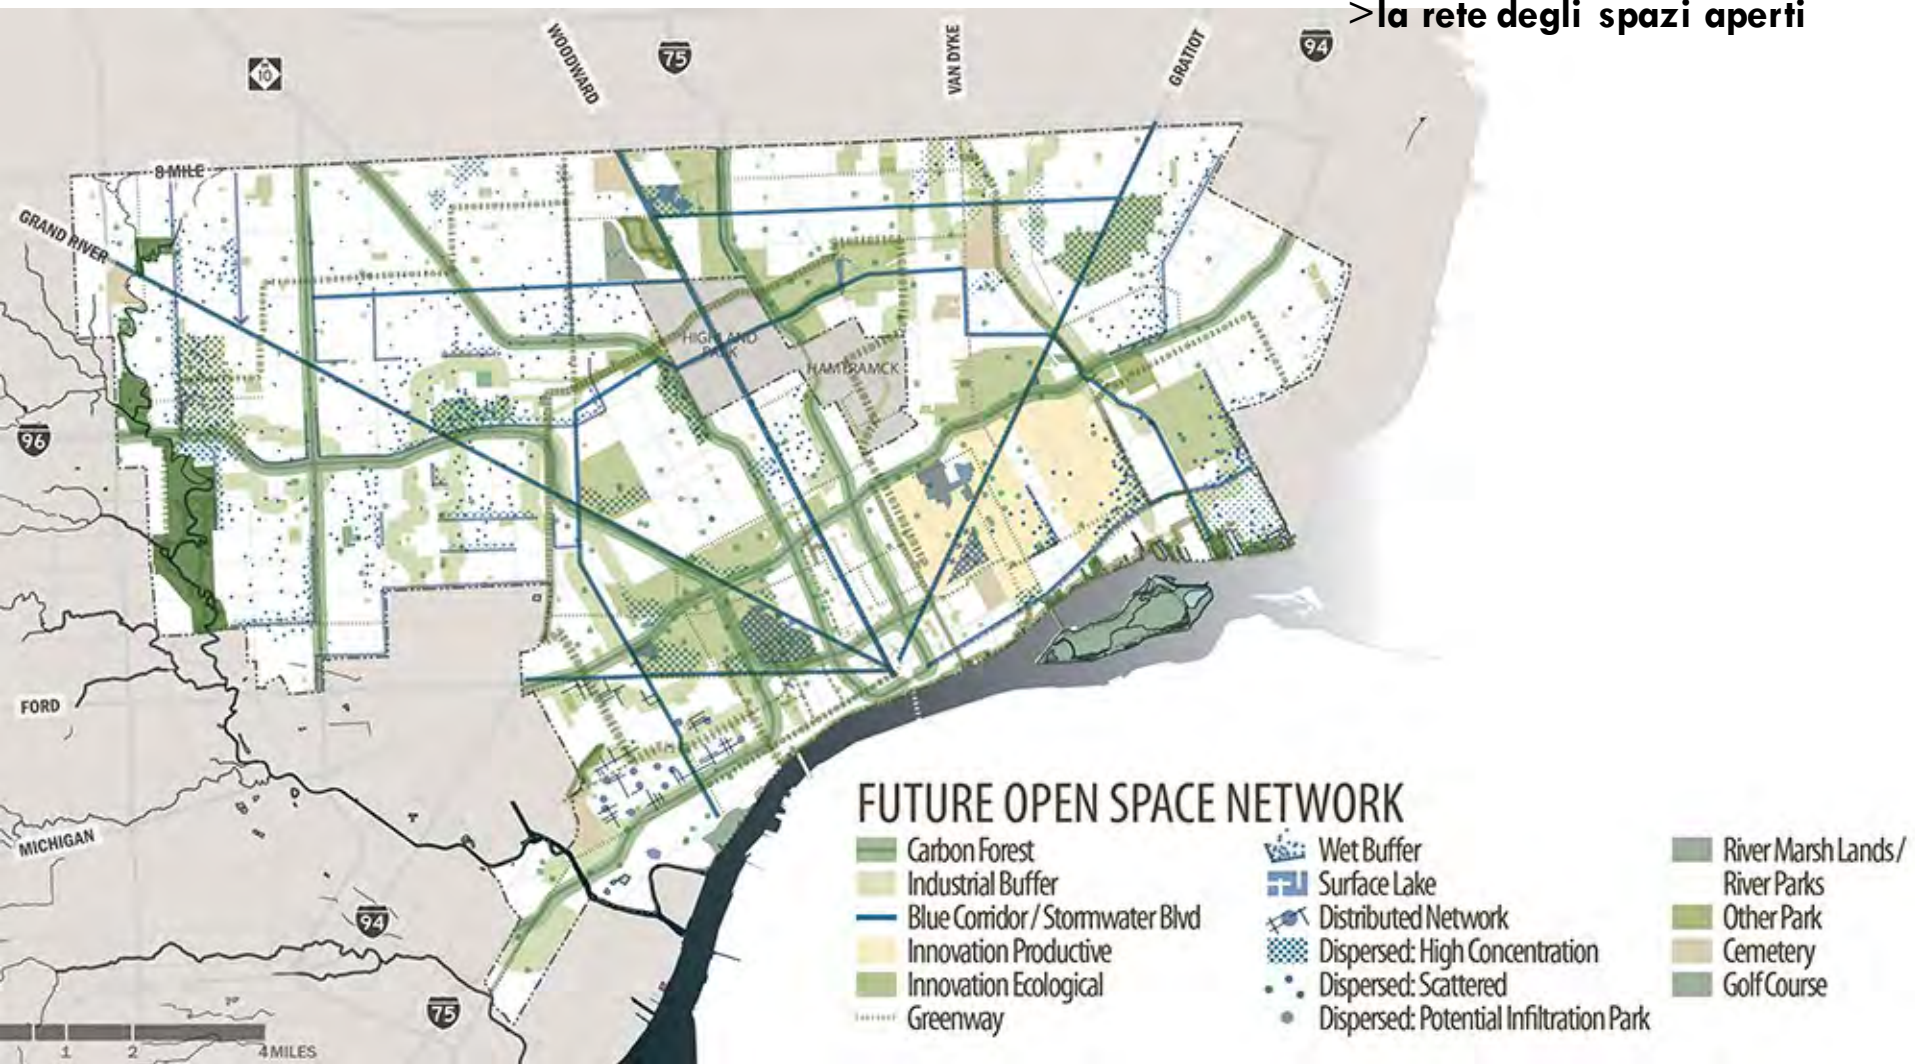 >la rete degli spazi aperti
WOODWARD
75
VAN DYKE
GRATIOT
94
10
8 MILE
GRAND RIVER
HIGHLAND
PARK
HAMTRAMCK
96
FORD
MICHIGAN
94
75
1 2 4 MILES
FUTURE OPEN SPACE NETWORK
Carbon Forest
Industrial Buffer
Blue Corridor / Stormwater Blvd
Innovation Productive
Innovation Ecological
Greenway
Wet Buffer
Surface Lake
Distributed Network
Dispersed: High Concentration
Dispersed: Scattered
Dispersed: Potential Infiltration Park
River Marsh Lands /
River Parks
Other Park
Cemetery
Golf Course